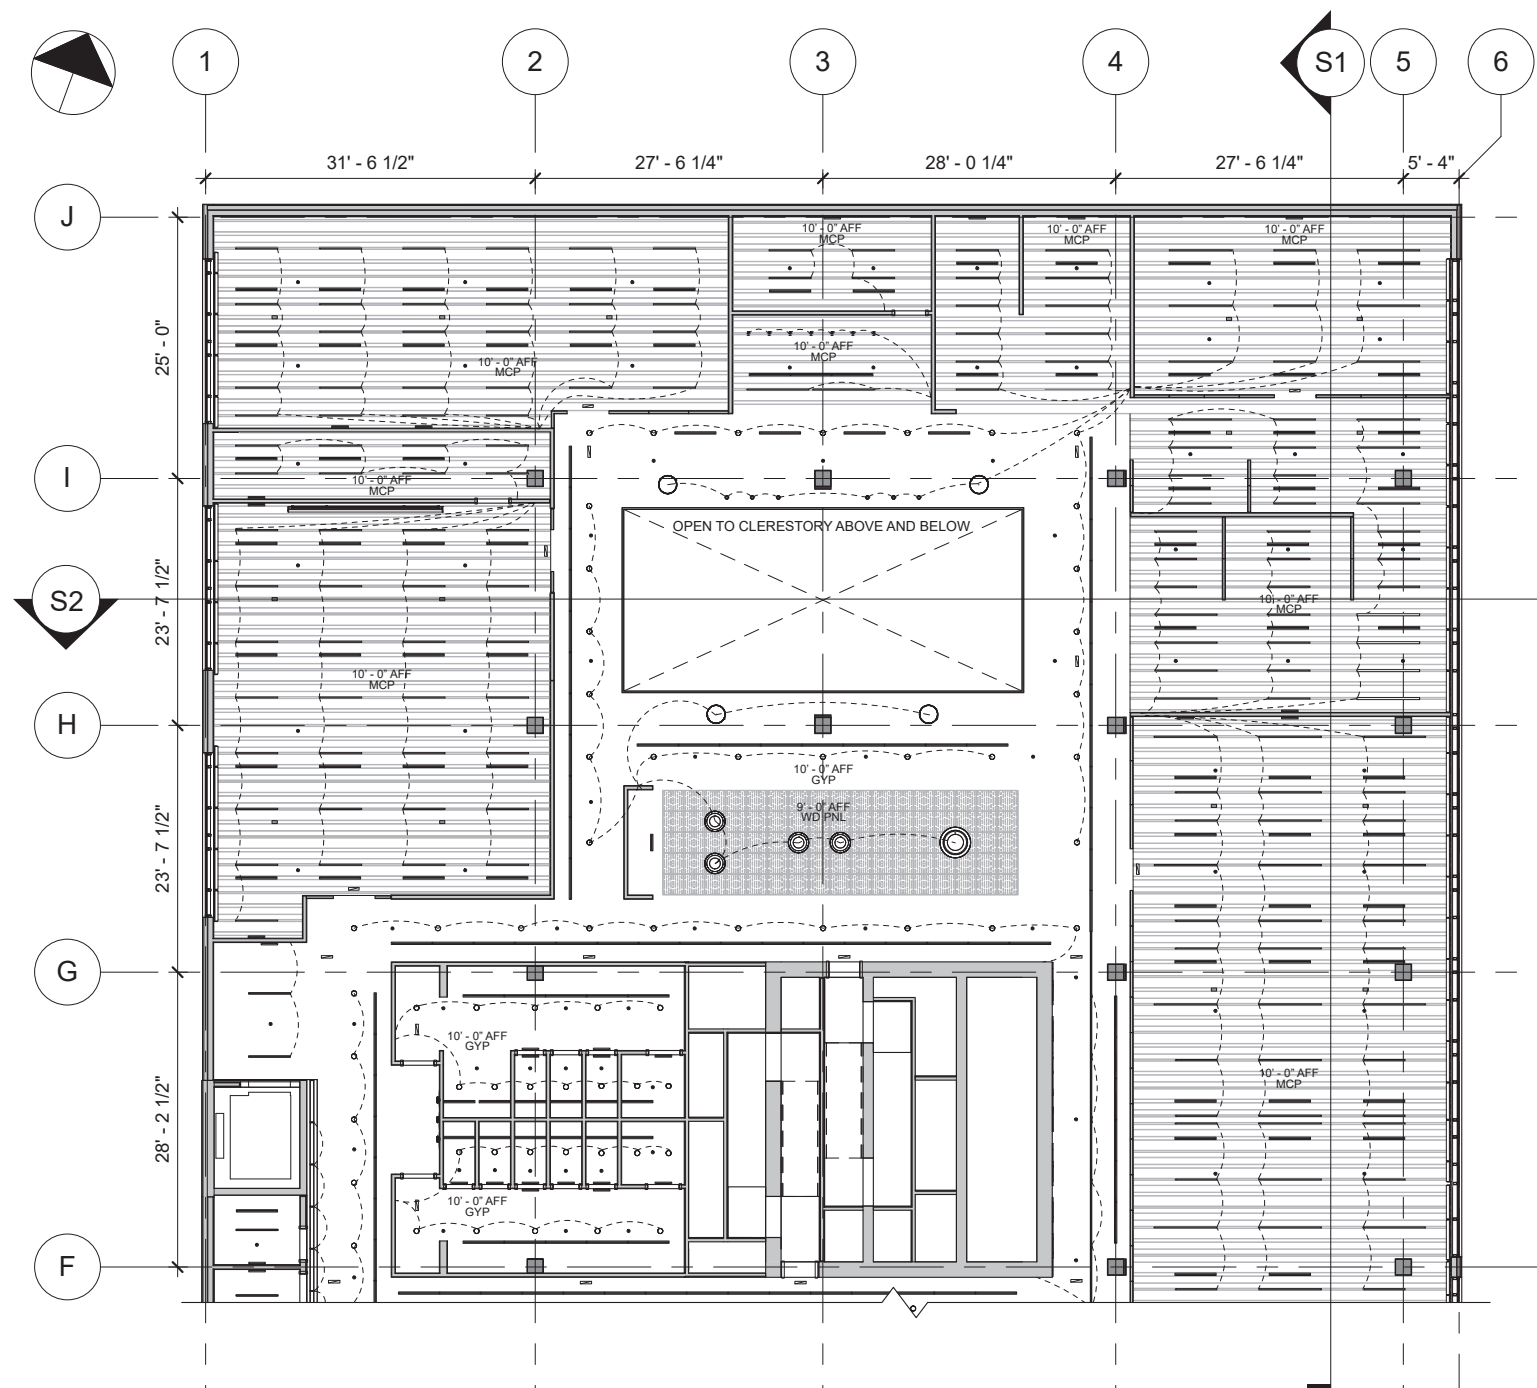 1
2
3
4
S1
5
6
31' - 6 1/2"
27' - 6 1/4"
28' - 0 1/4"
27' - 6 1/4"
5' - 4"
J
10' - 0" AFF
MCP
10' - 0" AFF
MCP
10' - 0" AFF
MCP
25' - 0"
10' - 0" AFF
MCP
10' - 0" AFF
MCP
I
10' - 0" AFF
MCP
OPEN TO CLERESTORY ABOVE AND BELOW
S2
23' - 7 1/2"
10' - 0" AFF
MCP
10' - 0" AFF
MCP
H
10' - 0" AFF
GYP
9' - 0" AFF
WD PNL
23' - 7 1/2"
G
10' - 0" AFF
GYP
10' - 0" AFF
MCP
28' - 2 1/2"
10' - 0" AFF
GYP
F